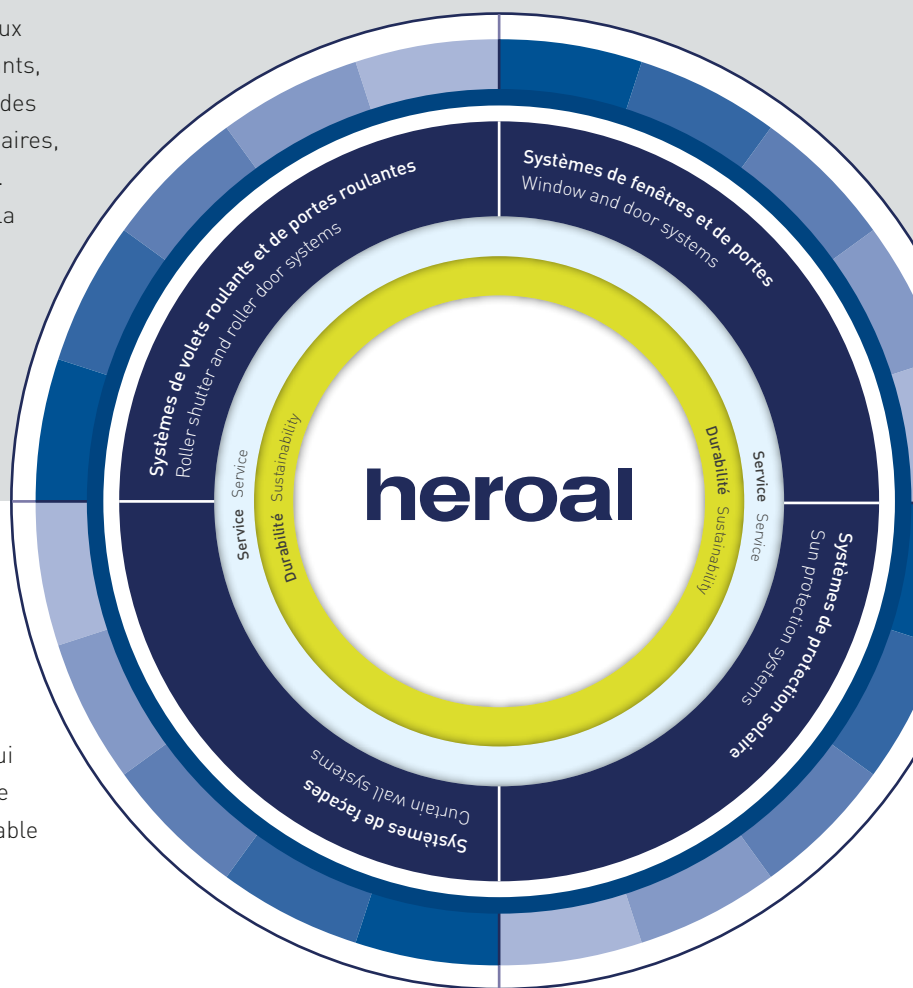 ux
nts,
des
aires,
la
ui
e
able
Systèmes de volets roulants et de portes roulantes
Roller shutter and roller door systems
Systèmes de fenêtres et de portes
Window and door systems
Service Service
Durabilité Sustainability
heroal
Durabilité Sustainability
Service Service
Systèmes de protection solaire
Sun protection systems
Systèmes de façades
Curtain wall systems